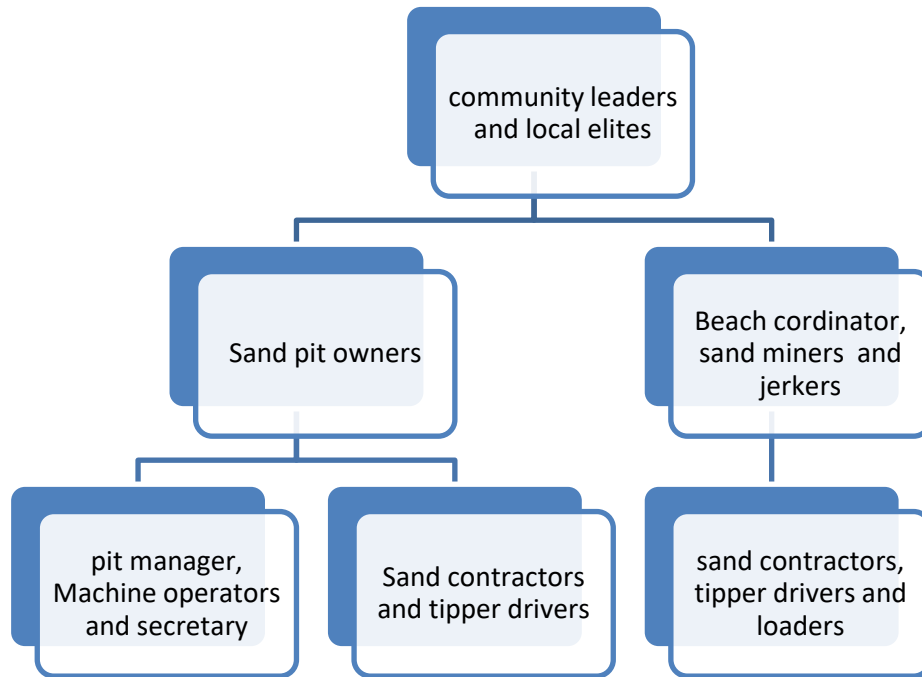 community leaders
and local elites
Sand pit owners
Beach cordinator,
sand miners and
jerkers
pit manager,
Machine operators
and secretary
Sand contractors
and tipper drivers
sand contractors,
tipper drivers and
loaders